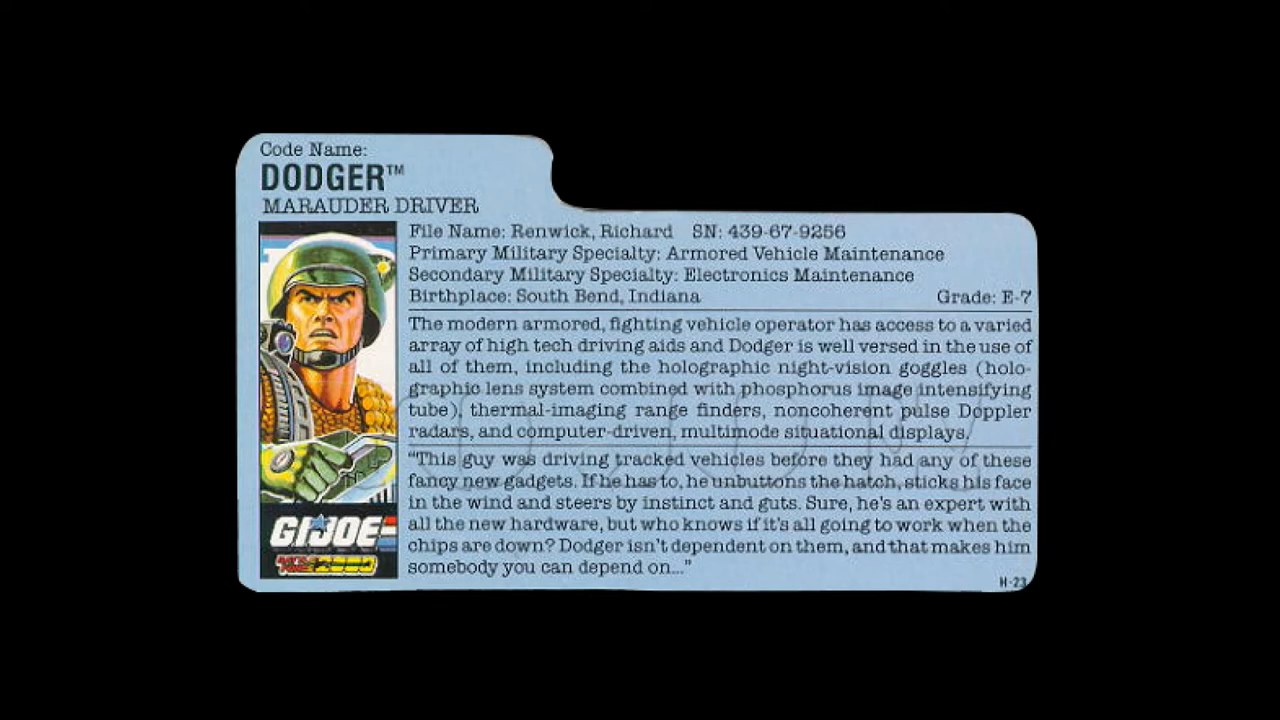 Code Name:
DODGER™
MARAUDER DRIVER
File Name: Renwick, Richard SN: 439-67-9256
Primary Military Specialty: Armored Vehicle Maintenance
Secondary Military Specialty: Electronics Maintenance
Birthplace: South Bend, Indiana Grade: E-7
The modern armored, fighting vehicle operator has access to a varied
array of high tech driving aids and Dodger is well versed in the use of
all of them, including the holographic night-vision goggles (holo-
graphic lens system combined with phosphorus image intensifying
tube), thermal-imaging range finders, noncoherent pulse Doppler
radars, and computer-driven, multimode situational displays.
"This guy was driving tracked vehicles before they had any of these
fancy new gadgets. If he has to, he unbuttons the hatch, sticks his face
in the wind and steers by instinct and guts. Sure, he's an expert with
all the new hardware, but who knows if it's all going to work when the
chips are down? Dodger isn't dependent on them, and that makes him
somebody you can depend on..."
GI JOE
2000
H-23